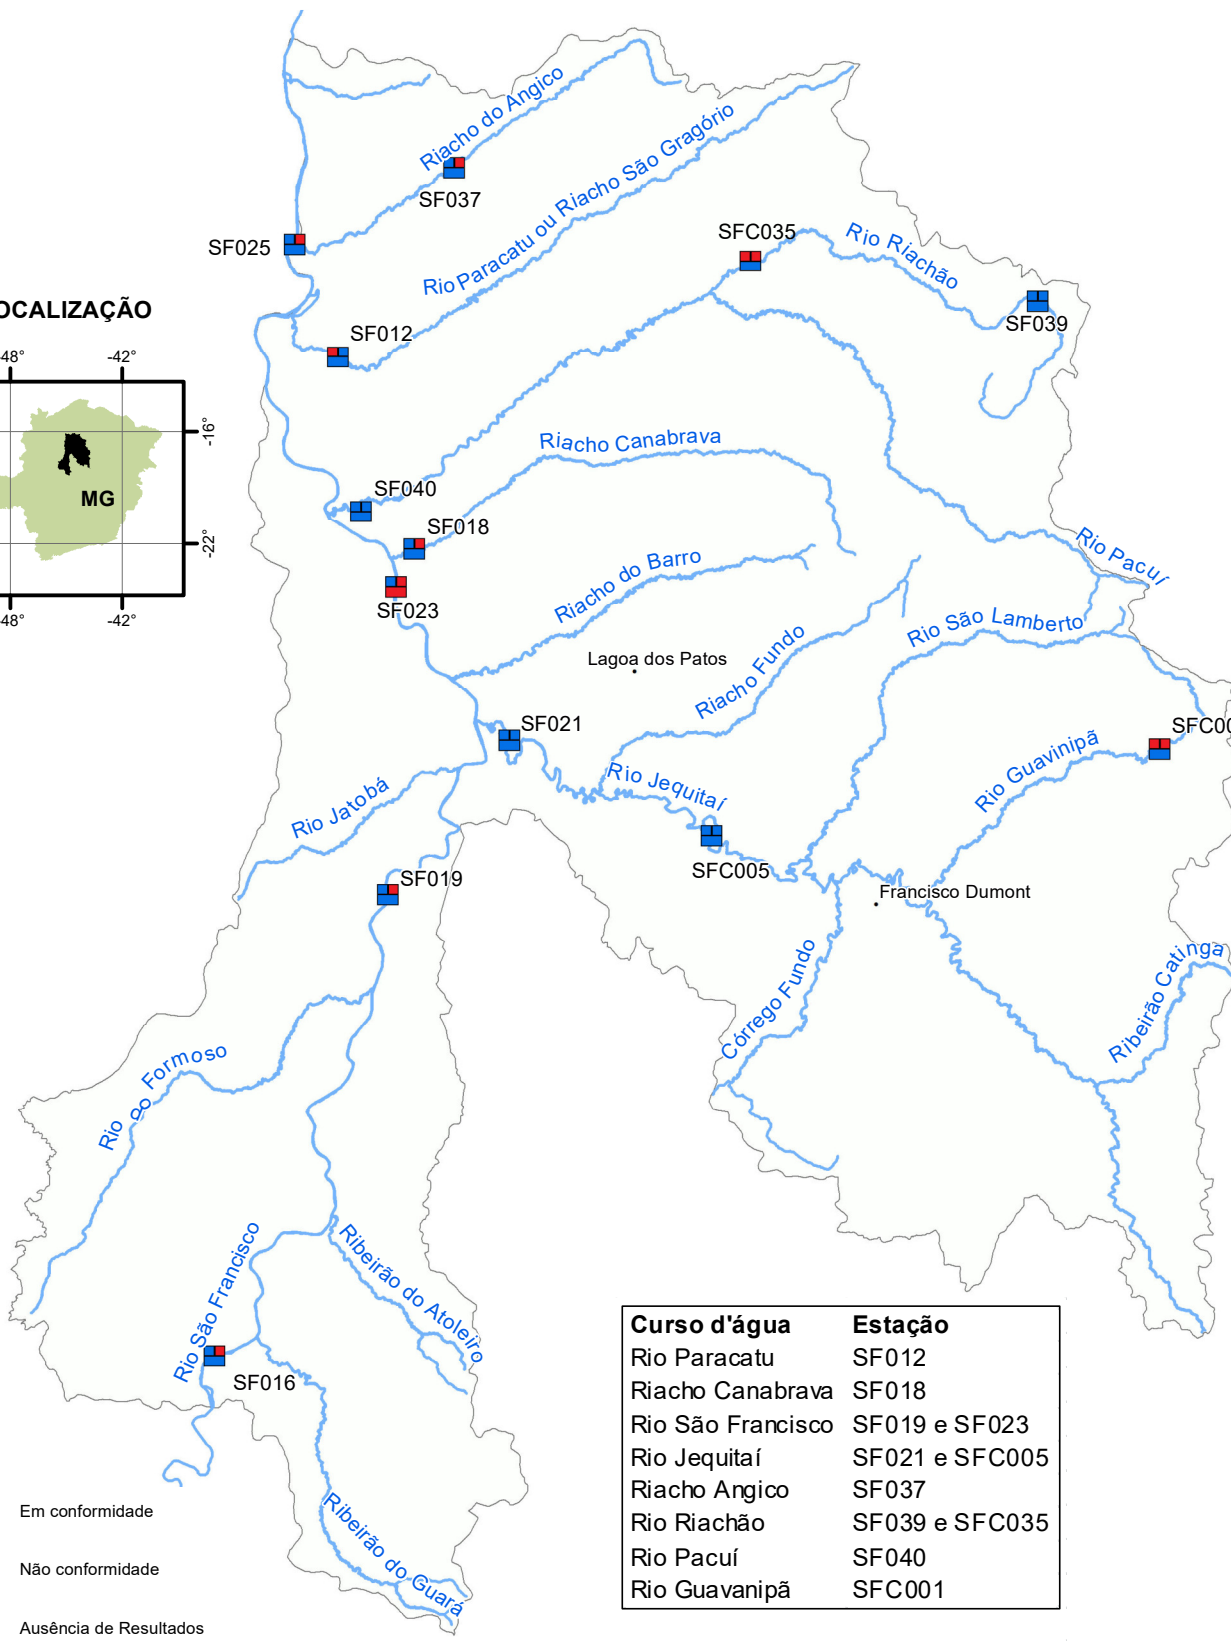 Riacho do Angico
SF037
Rio Paracatu ou Riacho São Gragório
SF025
SFC035
Rio Riachão
SF039
OCALIZAÇÃO
SF012
48°
-42°
-16°
MG
-22°
48°
-42°
Riacho Canabrava
SF040
SF018
Rio Pacuí
SF023
Riacho do Barro
Rio São Lamberto
Lagoa dos Patos
Riacho Fundo
SF021
SFC00
Rio Guavinipã
Rio Jequitaí
Rio Jatobá
SFC005
SF019
Francisco Dumont
Córrego Fundo
Ribeirão Catinga
Rio Do Formoso
Rio São Francisco
Ribeirão do Atoleiro
SF016
Ribeirão do Guará
Curso d'água Estação
Rio Paracatu SF012
Riacho Canabrava SF018
Rio São Francisco SF019 e SF023
Rio Jequitaí SF021 e SFC005
Riacho Angico SF037
Rio Riachão SF039 e SFC035
Rio Pacuí SF040
Rio Guavanipã SFC001
Em conformidade
Não conformidade
Ausência de Resultados